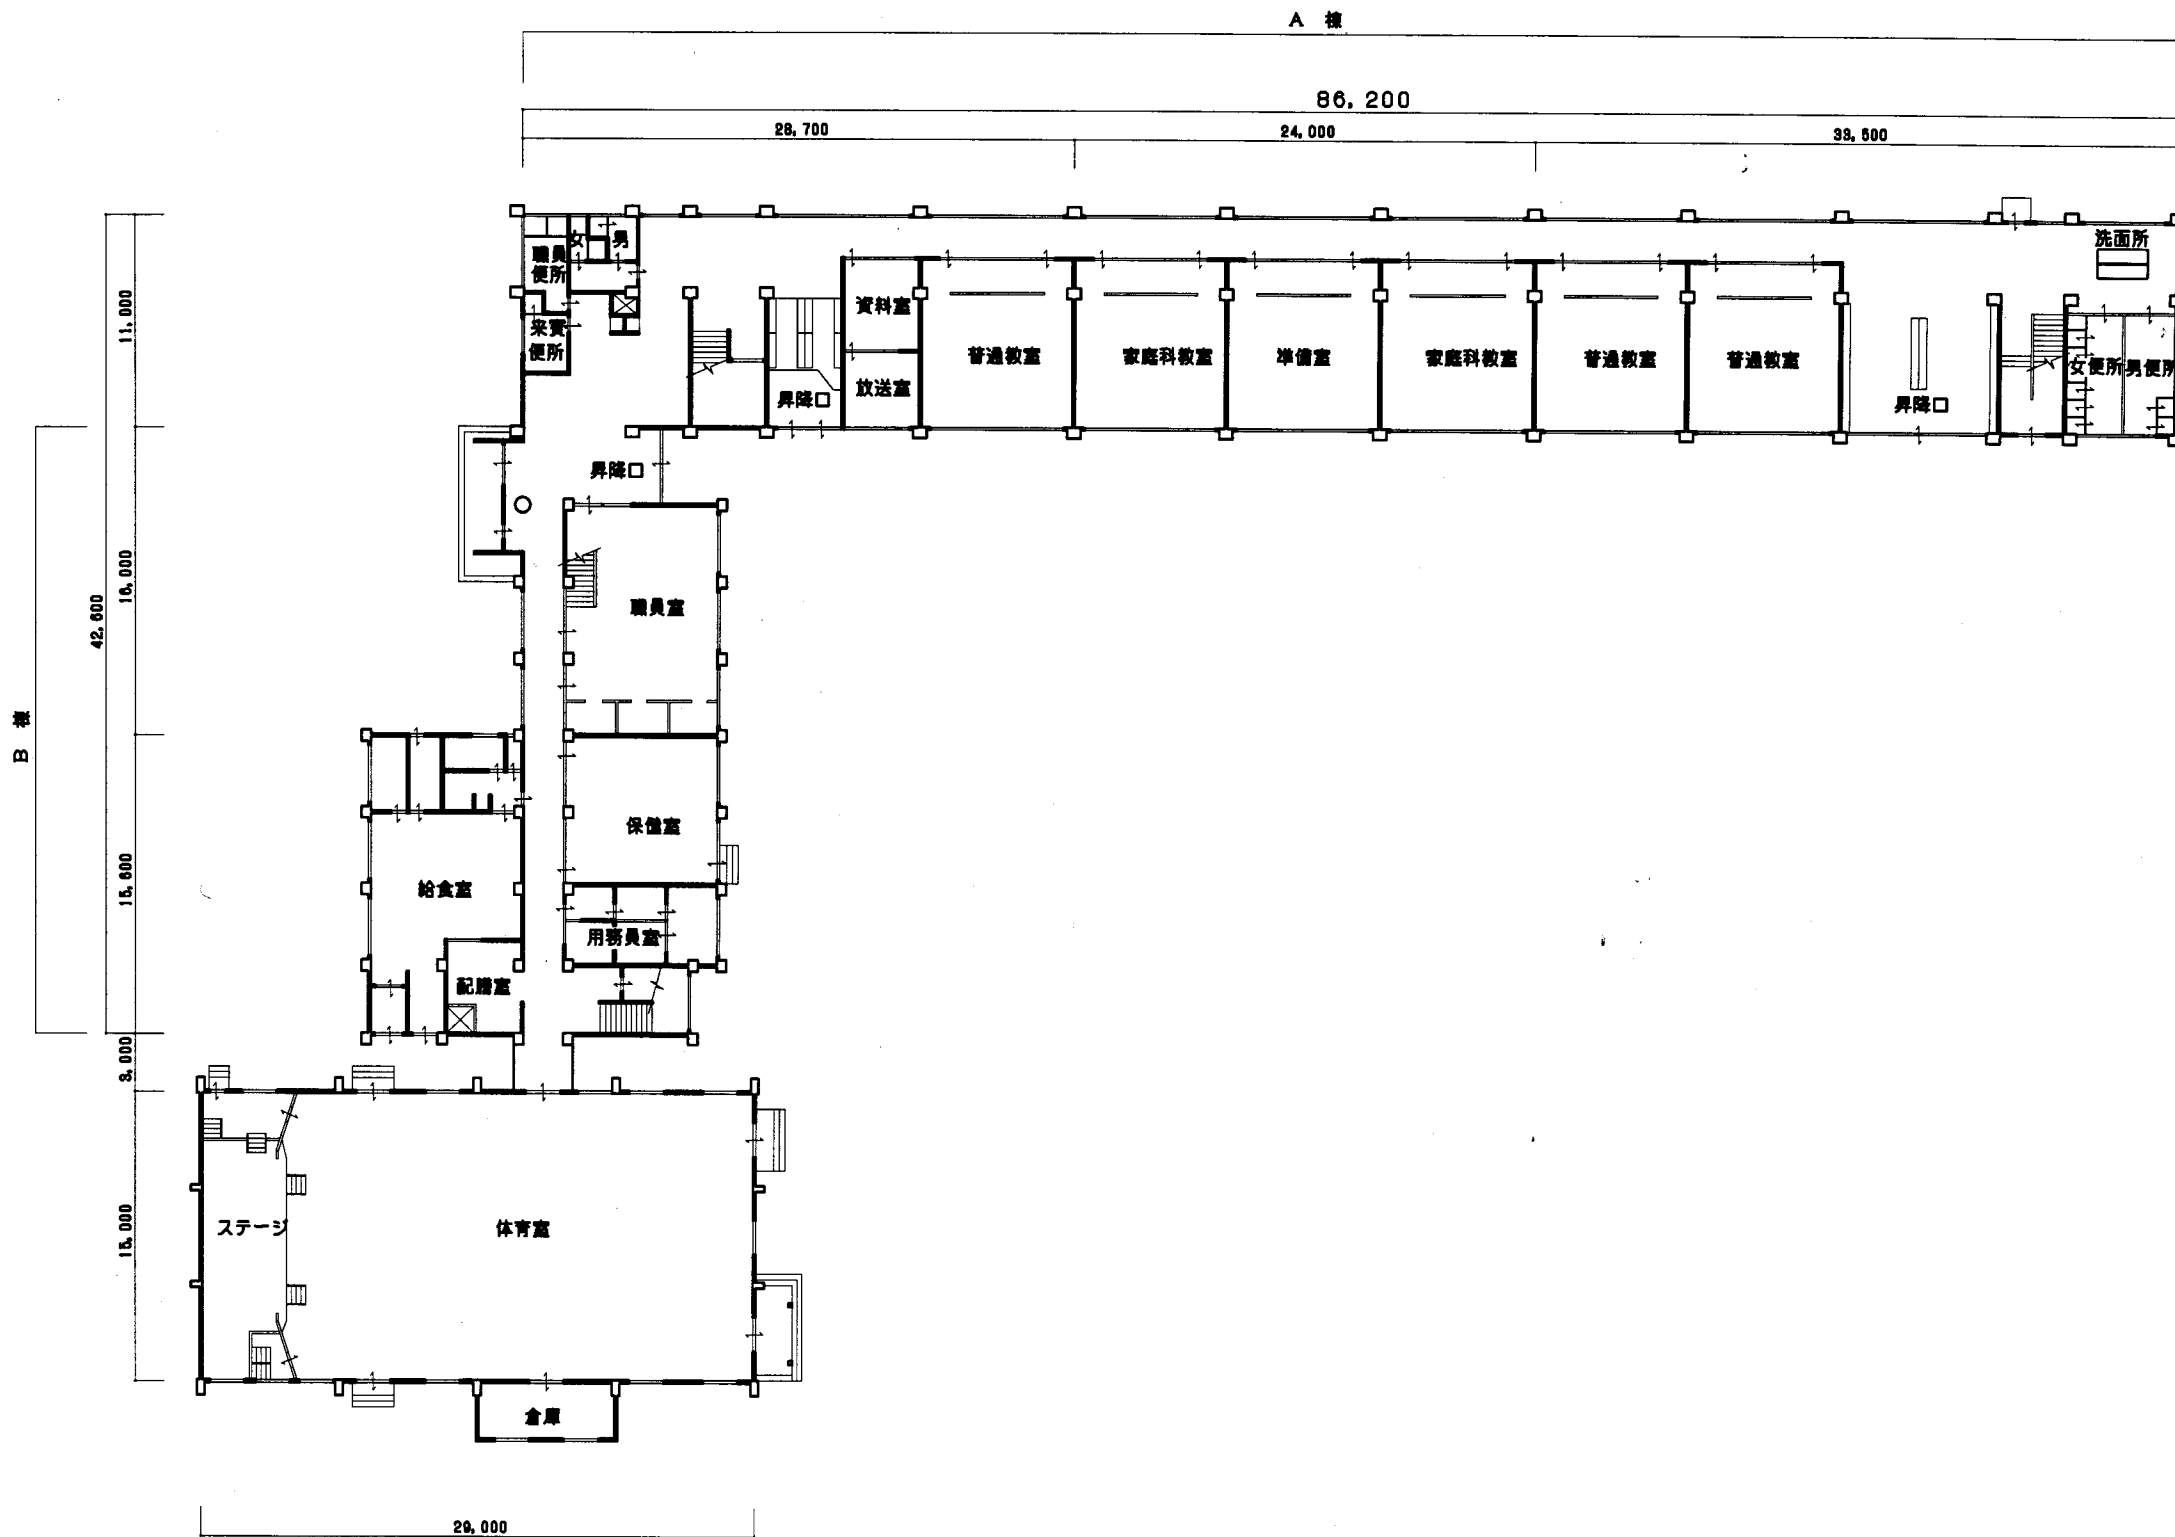 A 棟
86,200
28,700
24,000
33,500
洗面所
女
男
職員
便所
来賓
便所
資料室
放送室
昇降口
普通教室
家庭科教室
準備室
家庭科教室
普通教室
普通教室
昇降口
女便所
男便所
11,000
昇降口
16,000
42,600
職員室
B 棟
保健室
15,600
給食室
用務員室
配膳室
3,000
15,000
ステージ
体育室
倉庫
29,000